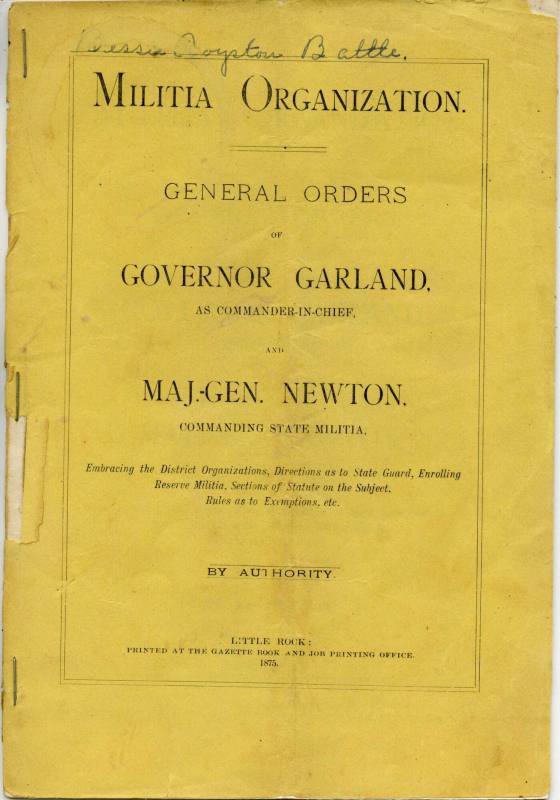 Bessie Royston Battle.
MILITIA ORGANIZATION.
GENERAL ORDERS
OF
GOVERNOR GARLAND,
AS COMMANDER-IN-CHIEF,
AND
MAJ.-GEN. NEWTON,
COMMANDING STATE MILITIA,
Embracing the District Organizations, Directions as to State Guard, Enrolling
Reserve Militia, Sections of Statute on the Subject,
Rules as to Exemptions, etc.
BY AUTHORITY.
LITTLE ROCK:
PRINTED AT THE GAZETTE BOOK AND JOB PRINTING OFFICE.
1875.